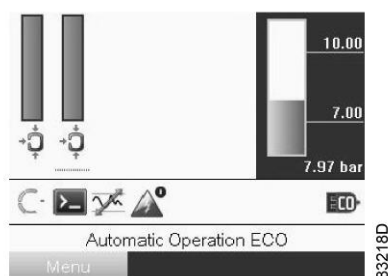 10.00
7.00
7.97 bar
ECO
Automatic Operation ECO
Menu
83218D